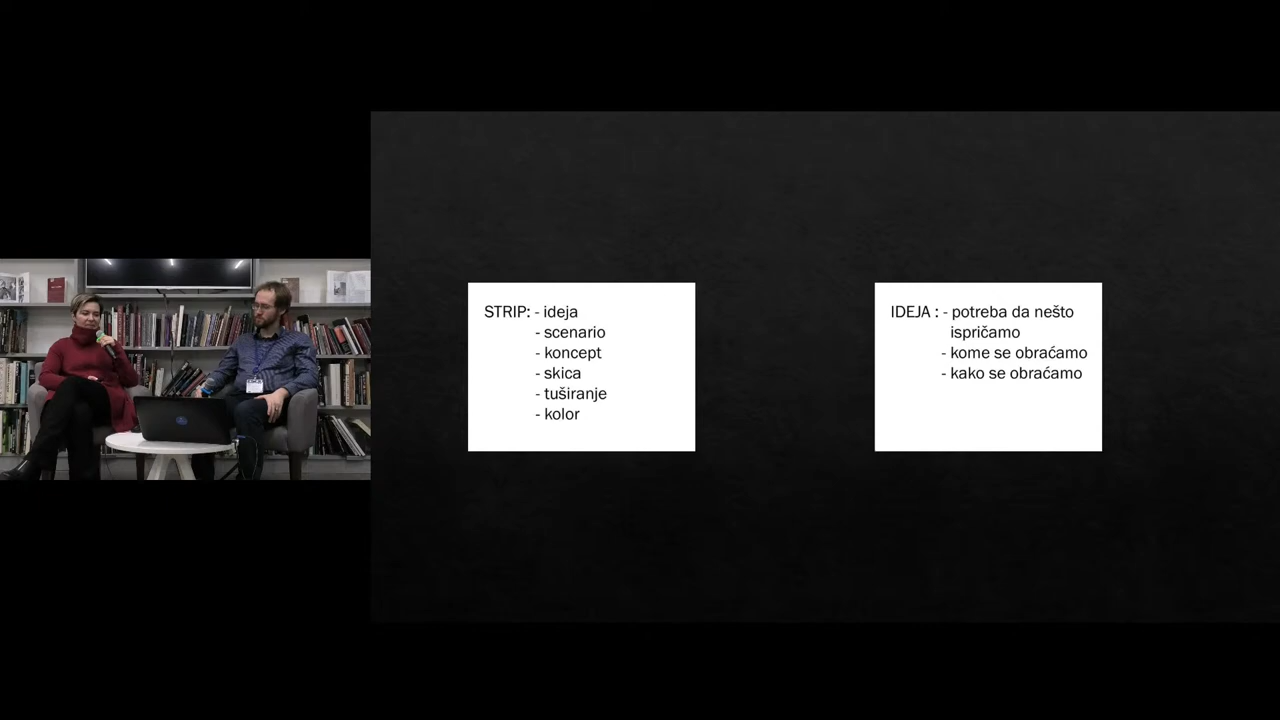 STRIP: - ideja
- scenario
- koncept
- skica
- tuširanje
- kolor
IDEJA : - potreba da nešto
ispričamo
- kome se obraćamo
- kako se obraćamo